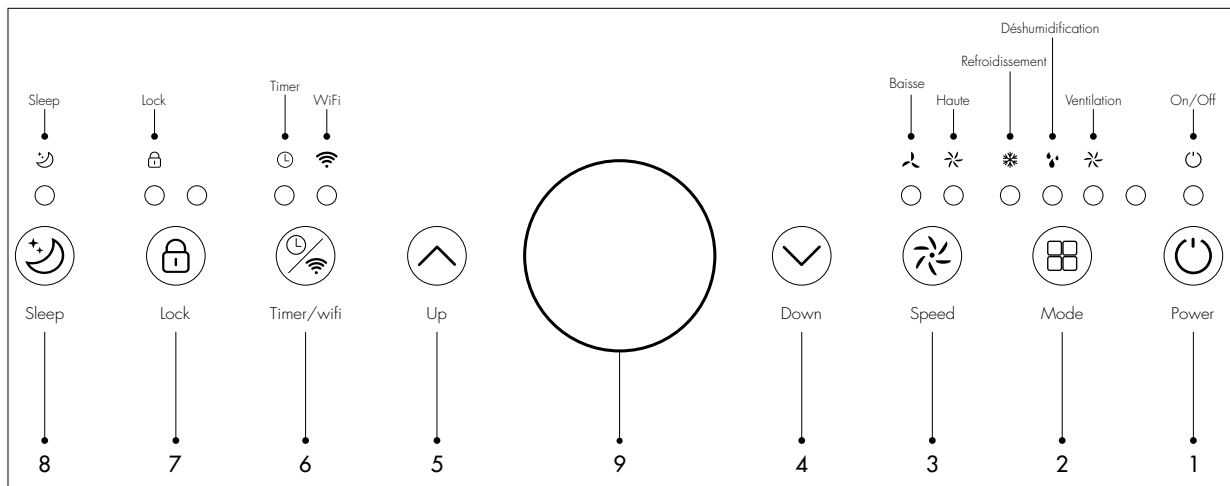 Déshumidification
Refroidissement
Sleep
Lock
Timer
WiFi
Baisse
Haute
Ventilation
On/Off
Sleep
Lock
Timer/wifi
Up
Down
Speed
Mode
Power
8
7
6
5
9
4
3
2
1